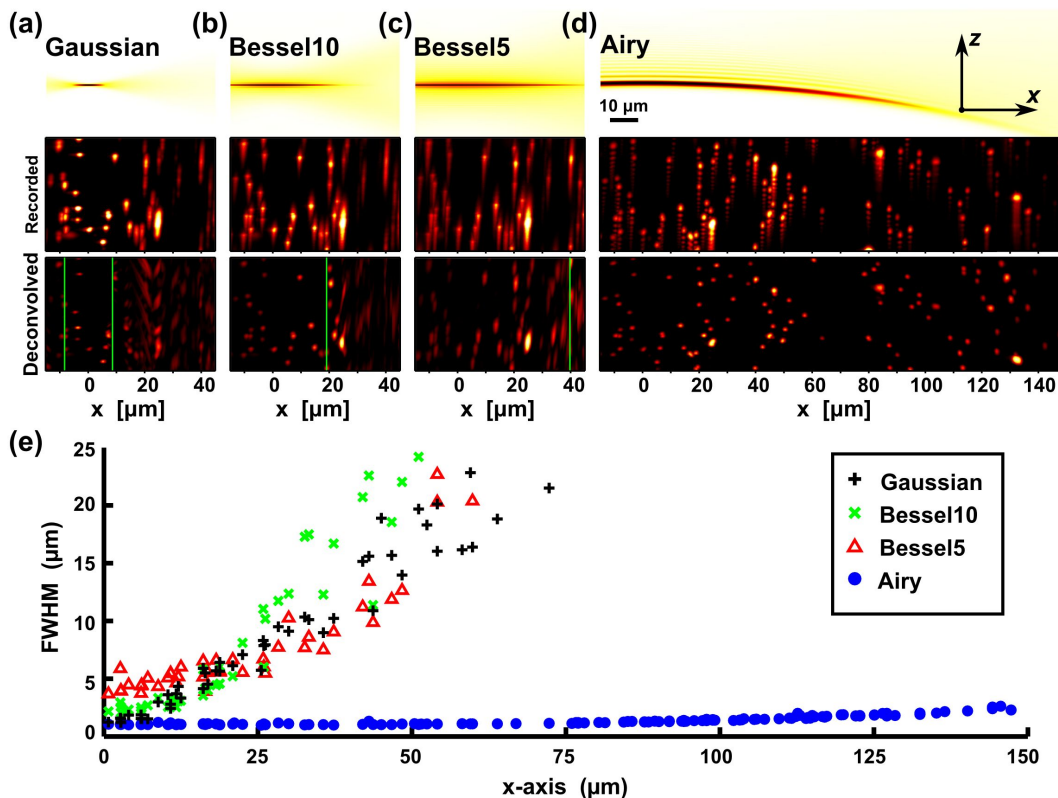 (a)
(b)
(c)
(d)
Gaussian
Bessel10
Bessel5
Airy
z
x
10 µm
Recorded
Deconvolved
0 20 40
0 20 40
0 20 40
0 20 40 60 80 100 120 140
x [µm]
x [µm]
x [µm]
x [µm]
(e)
25
20
15
10
5
0
FWHM (µm)
Gaussian
Bessel10
Bessel5
Airy
0 25 50 75 100 125 150
x-axis (µm)